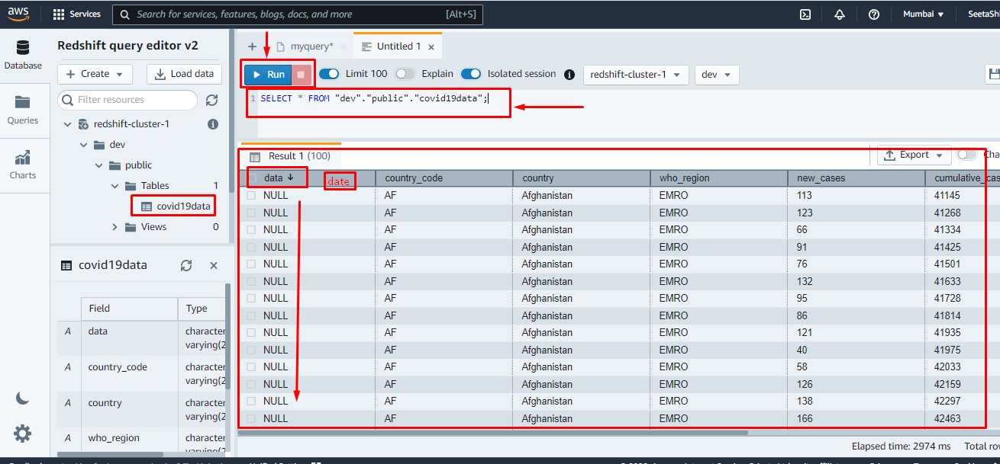 aws
Services
Search for services, features, blogs, docs, and more
[Alt+S]
Mumbai ▼
SeetaShi
Database
Queries
Charts
Redshift query editor v2
+ Create
Load data
Filter resources
redshift-cluster-1
dev
public
Tables 1
covid19data
Views 0
covid19data
Field Type
A data character varying(2
A country_code character varying(2
A country character varying(2
A who_region character
myquery*
Untitled 1
Run
Limit 100
Explain
Isolated session
redshift-cluster-1
dev
1 SELECT * FROM "dev"."public"."covid19data";
Result 1 (100)
Export
Cha
data date country_code country who_region new_cases cumulative_cas
NULL AF Afghanistan EMRO 113 41145
NULL AF Afghanistan EMRO 123 41268
NULL AF Afghanistan EMRO 66 41334
NULL AF Afghanistan EMRO 91 41425
NULL AF Afghanistan EMRO 76 41501
NULL AF Afghanistan EMRO 132 41633
NULL AF Afghanistan EMRO 95 41728
NULL AF Afghanistan EMRO 86 41814
NULL AF Afghanistan EMRO 121 41935
NULL AF Afghanistan EMRO 40 41975
NULL AF Afghanistan EMRO 58 42033
NULL AF Afghanistan EMRO 126 42159
NULL AF Afghanistan EMRO 138 42297
NULL AF Afghanistan EMRO 166 42463
Elapsed time: 2974 ms Total row